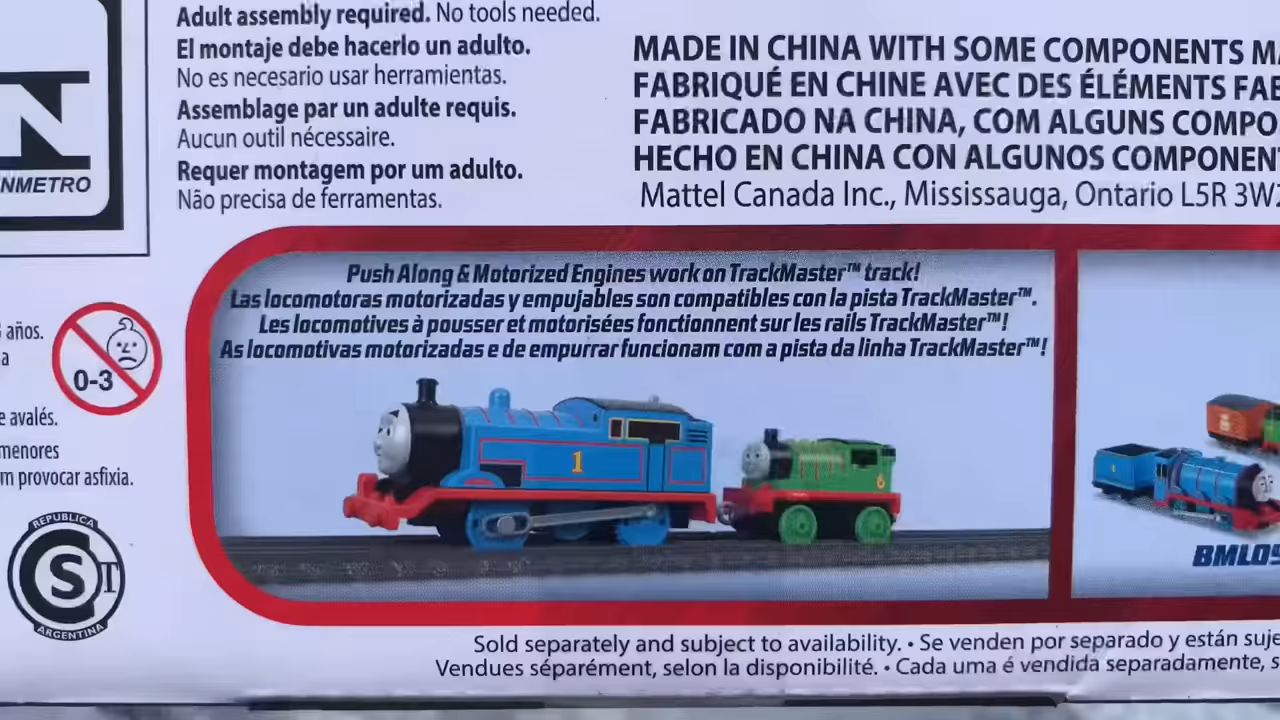 Adult assembly required. No tools needed.
El montaje debe hacerlo un adulto.
No es necesario usar herramientas.
Assemblage par un adulte requis.
Aucun outil nécessaire.
Requer montagem por um adulto.
Não precisa de ferramentas.
MADE IN CHINA WITH SOME COMPONENTS
FABRIQUÉ EN CHINE AVEC DES ÉLÉMENTS
FABRICADO NA CHINA, COM ALGUNS
HECHO EN CHINA CON ALGUNOS
Mattel Canada Inc., Mississauga, Ontario L5R
NMETRO
años.
0-3
avalés.
menores
provocar asfixia.
REPUBLICA
S
T
ARGENTINA
Push Along & Motorized Engines work on TrackMaster™ track!
Las locomotoras motorizadas y empujables son compatibles con la pista TrackMaster™.
Les locomotives à pousser et motorisées fonctionnent sur les rails TrackMaster™!
As locomotivas motorizadas e de empurrar funcionam com a pista da linha TrackMaster™!
1
6
4
Sold separately and subject to availability. • Se venden por separado y están
Vendues séparément, selon la disponibilité. • Cada uma é vendida separadamente,